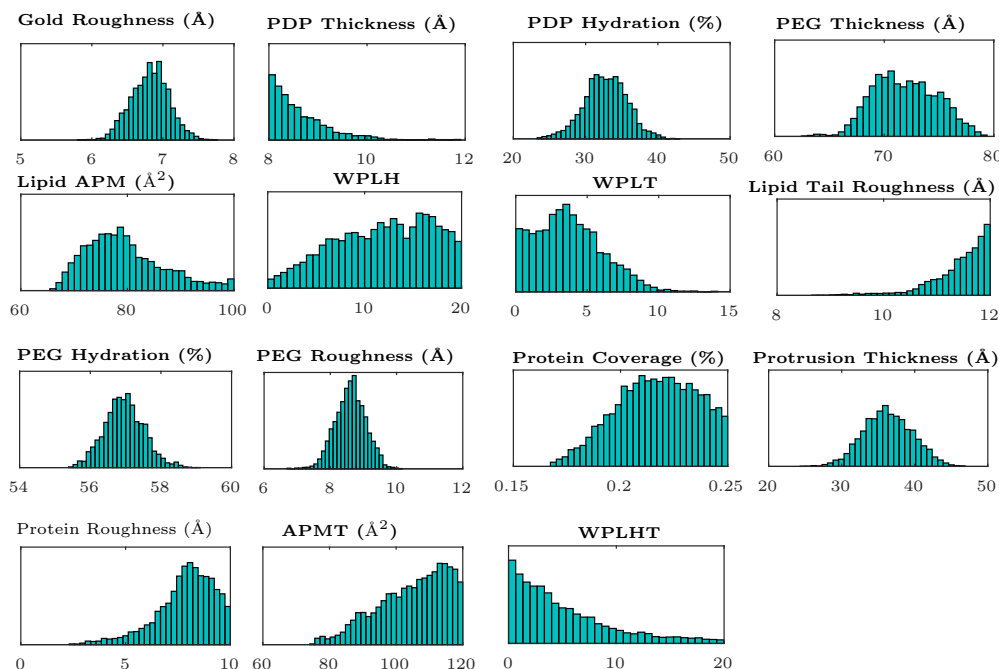 Gold Roughness (Å) PDP Thickness (Å) PDP Hydration (%) PEG Thickness (Å)
5 6 7 8 8 10 12 20 30 40 50 60 70 80
Lipid APM (Å²) WPLH WPLT Lipid Tail Roughness (Å)
60 80 100 0 10 20 0 5 10 15 8 10 12
PEG Hydration (%) PEG Roughness (Å) Protein Coverage (%) Protrusion Thickness (Å)
54 56 58 60 6 8 10 12 0.15 0.2 0.25 20 30 40 50
Protein Roughness (Å) APMT (Å²) WPLHT
0 5 10 60 80 100 120 0 10 20